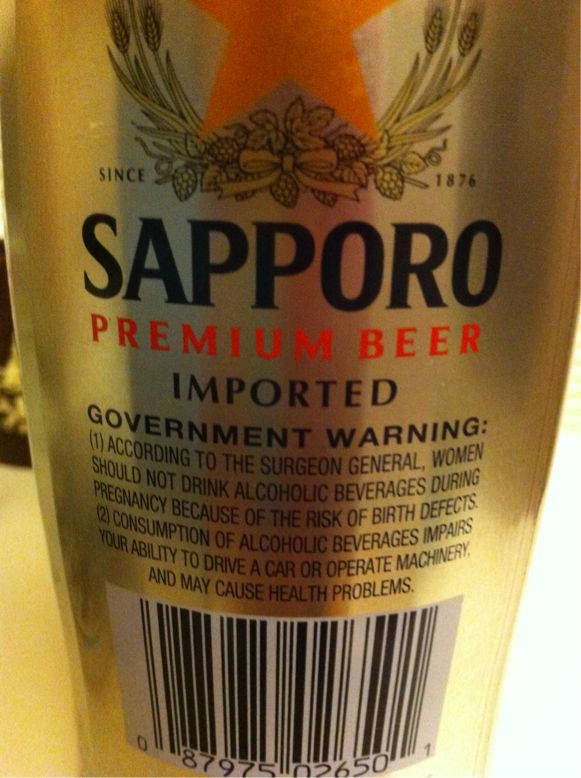 SINCE 1876
SAPPORO
PREMIUM BEER
IMPORTED
GOVERNMENT WARNING:
(1) ACCORDING TO THE SURGEON GENERAL, WOMEN
SHOULD NOT DRINK ALCOHOLIC BEVERAGES DURING
PREGNANCY BECAUSE OF THE RISK OF BIRTH DEFECTS.
(2) CONSUMPTION OF ALCOHOLIC BEVERAGES IMPAIRS
YOUR ABILITY TO DRIVE A CAR OR OPERATE MACHINERY,
AND MAY CAUSE HEALTH PROBLEMS.
0 87975 02650 1